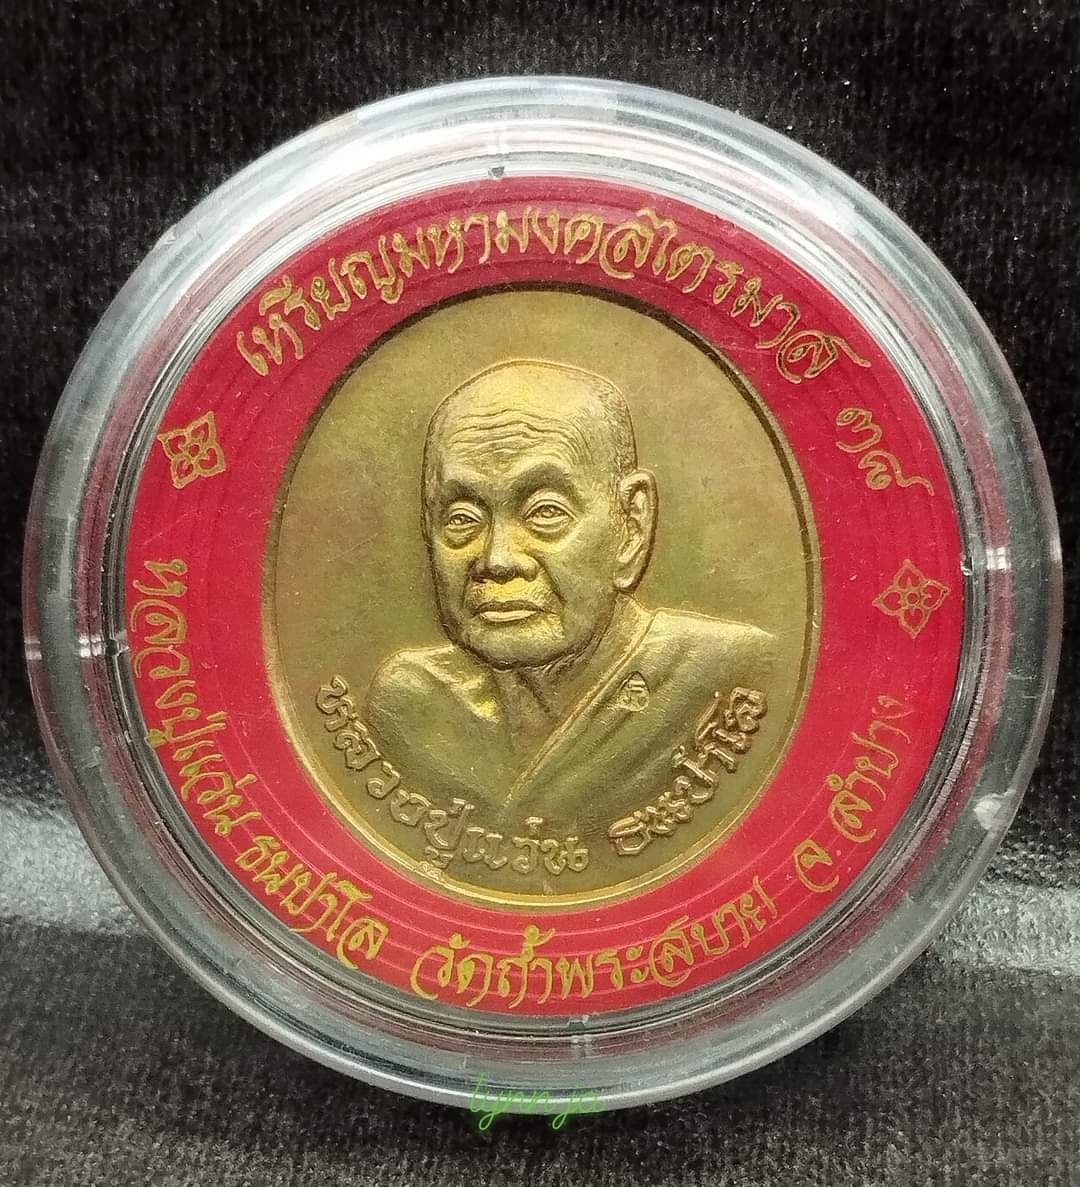 เหรียญมหามงคลไตรมาส ๓๘
หลวงปู่แว่น ธนปาโล วัดถ้ำพระสบาย จ.ลำปาง
หลวงปู่แว่น ธนปาโล
lynn ja